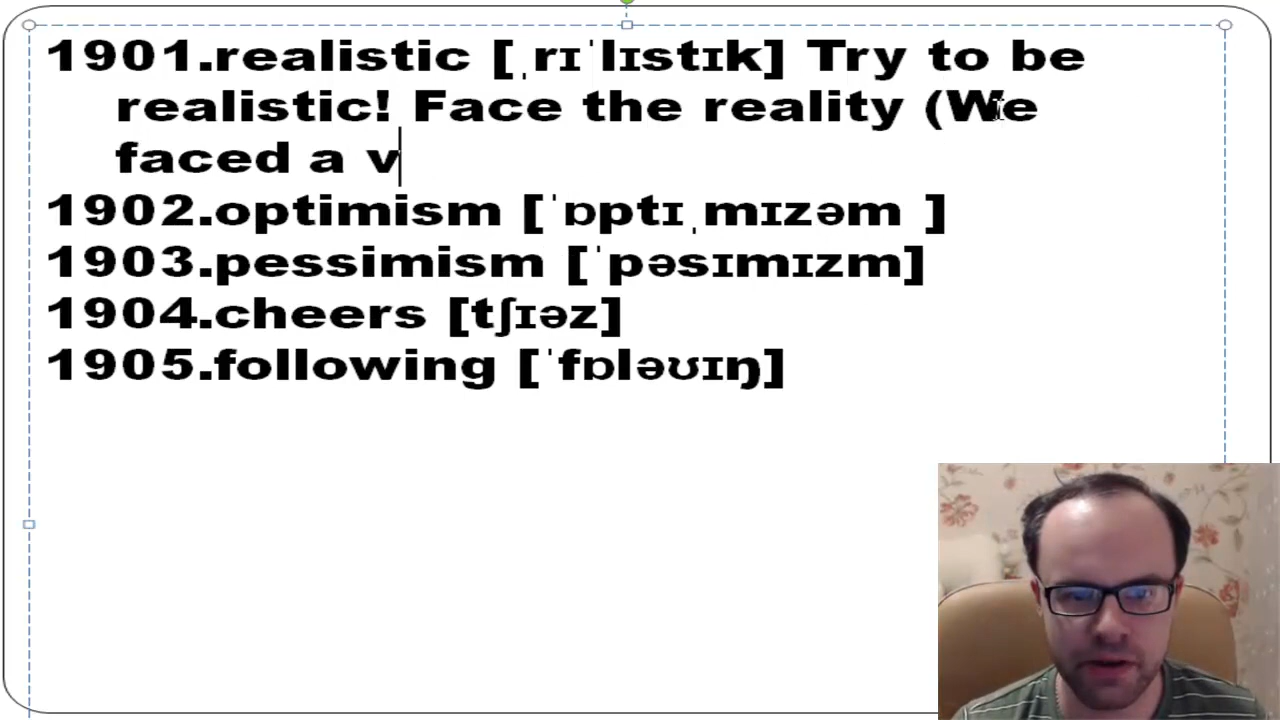 1901.realistic [ˌrɪˈlɪstɪk] Try to be
realistic! Face the reality (We
faced a v
1902.optimism [ˈɒptɪˌmɪzəm ]
1903.pessimism [ˈpəsɪmɪzm]
1904.cheers [tʃɪəz]
1905.following [ˈfɒləʊɪŋ]